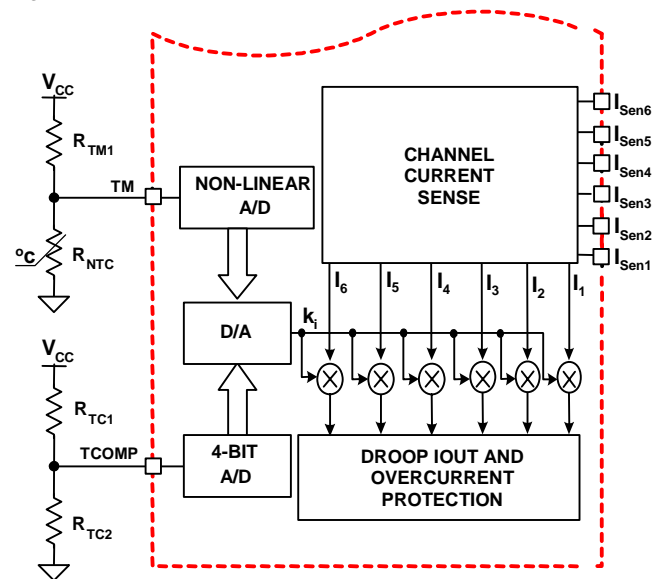 VCC
RTM1
TM
oC
RNTC
NON-LINEAR
A/D
D/A
VCC
RTC1
TCOMP
RTC2
4-BIT
A/D
CHANNEL
CURRENT
SENSE
ISen6
ISen5
ISen4
ISen3
ISen2
ISen1
I6
I5
I4
I3
I2
I1
ki
DROOP IOUT AND
OVERCURRENT
PROTECTION